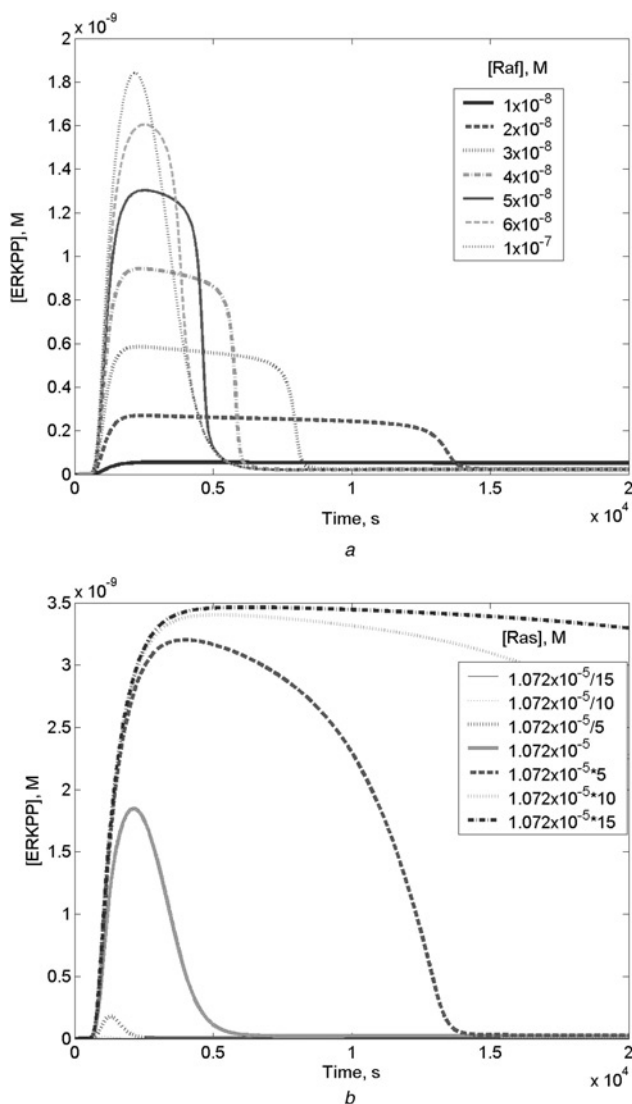 x 10⁻⁹
2
1.8
1.6
1.4
1.2
1
0.8
0.6
0.4
0.2
0
[ERKPP], M
[Raf], M
1x10⁻⁸
2x10⁻⁸
3x10⁻⁸
4x10⁻⁸
5x10⁻⁸
6x10⁻⁸
1x10⁻⁷
0 0.5 1 1.5 2
Time, s
x 10⁴
a
x 10⁻⁹
3.5
3
2.5
2
1.5
1
0.5
0
[ERKPP], M
[Ras], M
1.072x10⁻⁵/15
1.072x10⁻⁵/10
1.072x10⁻⁵/5
1.072x10⁻⁵
1.072x10⁻⁵*5
1.072x10⁻⁵*10
1.072x10⁻⁵*15
0 0.5 1 1.5 2
Time, s
x 10⁴
b